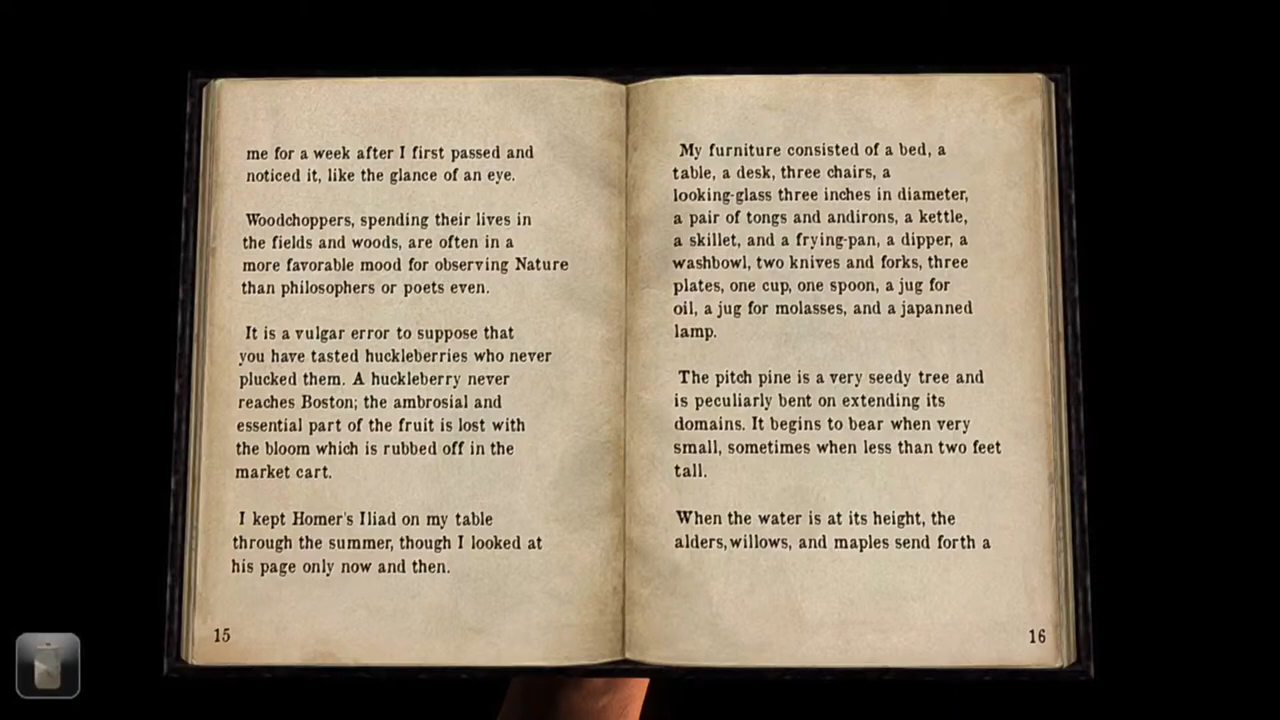 me for a week after I first passed and
noticed it, like the glance of an eye.
Woodchoppers, spending their lives in
the fields and woods, are often in a
more favorable mood for observing Nature
than philosophers or poets even.
It is a vulgar error to suppose that
you have tasted huckleberries who never
plucked them. A huckleberry never
reaches Boston; the ambrosial and
essential part of the fruit is lost with
the bloom which is rubbed off in the
market cart.
I kept Homer's Iliad on my table
through the summer, though I looked at
his page only now and then.
15
My furniture consisted of a bed, a
table, a desk, three chairs, a
looking-glass three inches in diameter,
a pair of tongs and andirons, a kettle,
a skillet, and a frying-pan, a dipper, a
washbowl, two knives and forks, three
plates, one cup, one spoon, a jug for
oil, a jug for molasses, and a japanned
lamp.
The pitch pine is a very seedy tree and
is peculiarly bent on extending its
domains. It begins to bear when very
small, sometimes when less than two feet
tall.
When the water is at its height, the
alders, willows, and maples send forth a
16